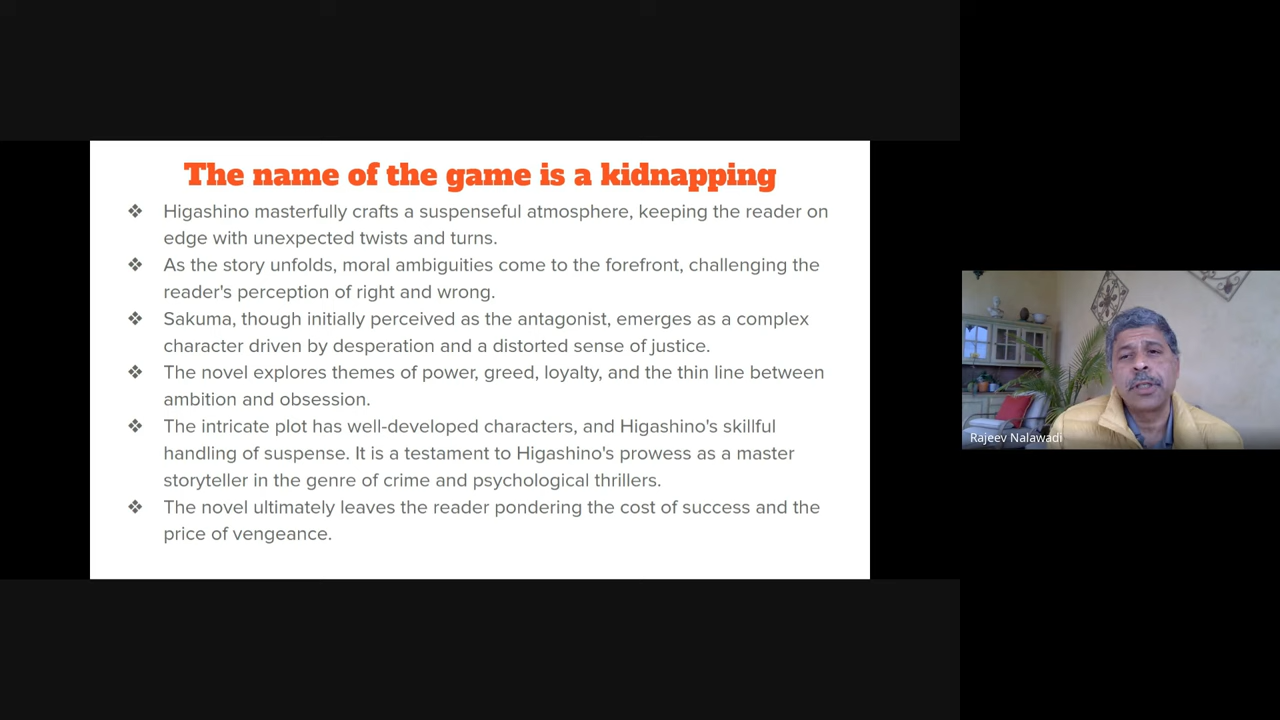 The name of the game is a kidnapping
❖ Higashino masterfully crafts a suspenseful atmosphere, keeping the reader on
edge with unexpected twists and turns.
❖ As the story unfolds, moral ambiguities come to the forefront, challenging the
reader's perception of right and wrong.
❖ Sakuma, though initially perceived as the antagonist, emerges as a complex
character driven by desperation and a distorted sense of justice.
❖ The novel explores themes of power, greed, loyalty, and the thin line between
ambition and obsession.
❖ The intricate plot has well-developed characters, and Higashino's skillful
handling of suspense. It is a testament to Higashino's prowess as a master
storyteller in the genre of crime and psychological thrillers.
❖ The novel ultimately leaves the reader pondering the cost of success and the
price of vengeance.
Rajeev Nalawadi